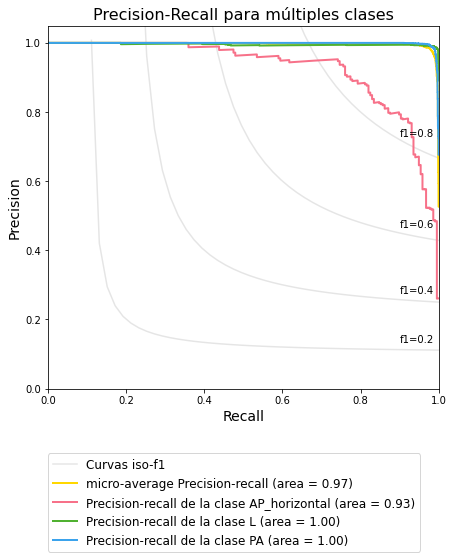 Precision-Recall para múltiples clases
1.0
0.8
0.6
0.4
0.2
0.0
Precision
f1=0.8
f1=0.6
f1=0.4
f1=0.2
0.0 0.2 0.4 0.6 0.8 1.0
Recall
Curvas iso-f1
micro-average Precision-recall (area = 0.97)
Precision-recall de la clase AP_horizontal (area = 0.93)
Precision-recall de la clase L (area = 1.00)
Precision-recall de la clase PA (area = 1.00)